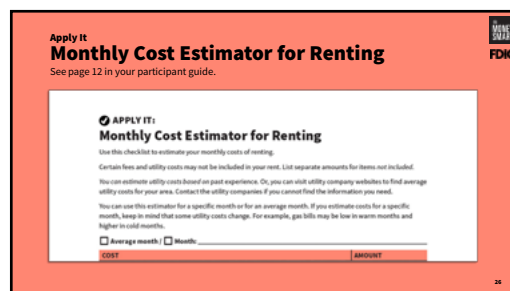 Apply It
Monthly Cost Estimator for Renting
See page 12 in your participant guide.
MONEY
SMAR
FDIC
APPLY IT:
Monthly Cost Estimator for Renting
Use this checklist to estimate your monthly costs of renting.
Certain fees and utility costs may not be included in your rent. List separate amounts for items not included.
You can estimate utility costs based on past experience. Or, you can visit utility company websites to find average
utility costs for your area. Contact the utility companies if you cannot find the information you need.
You can use this estimator for a specific month or for an average month. If you estimate costs for a specific
month, keep in mind that some utility costs change. For example, gas bills may be low in warm months and
higher in cold months.
Average month / Month:
COST AMOUNT
26